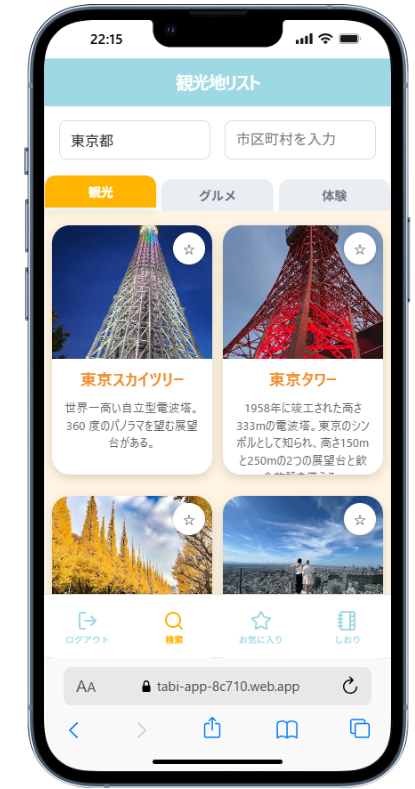 22:15
観光地リスト
東京都
市区町村を入力
観光
グルメ
体験
東京スカイツリー
世界一高い自立型電波塔。
360 度のパノラマを望む展望
台がある。
東京タワー
1958年に竣工された高さ
333mの電波塔。東京のシン
ボルとして知られ、高さ150m
と250mの2つの展望台と飲
ログアウト
検索
お気に入り
しおり
AA
tabi-app-8c710.web.app